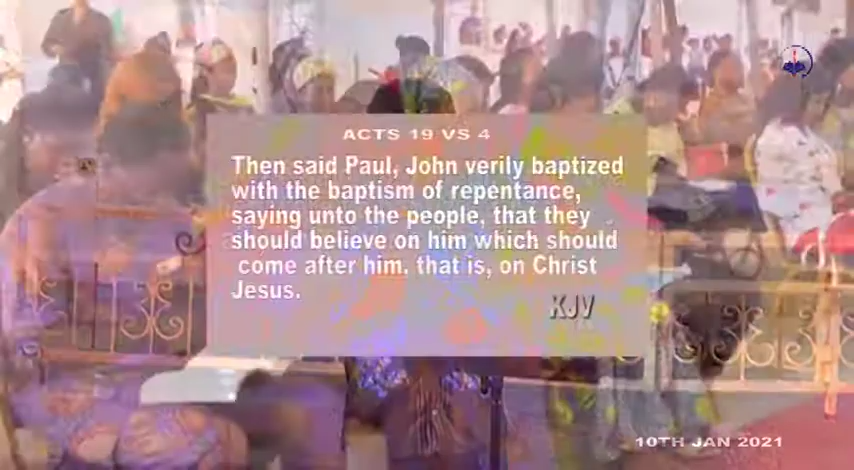 ACTS 19 VS 4
Then said Paul, John verily baptized
with the baptism of repentance,
saying unto the people, that they
should believe on him which should
come after him. that is, on Christ
Jesus.
KJV
10TH JAN 2021